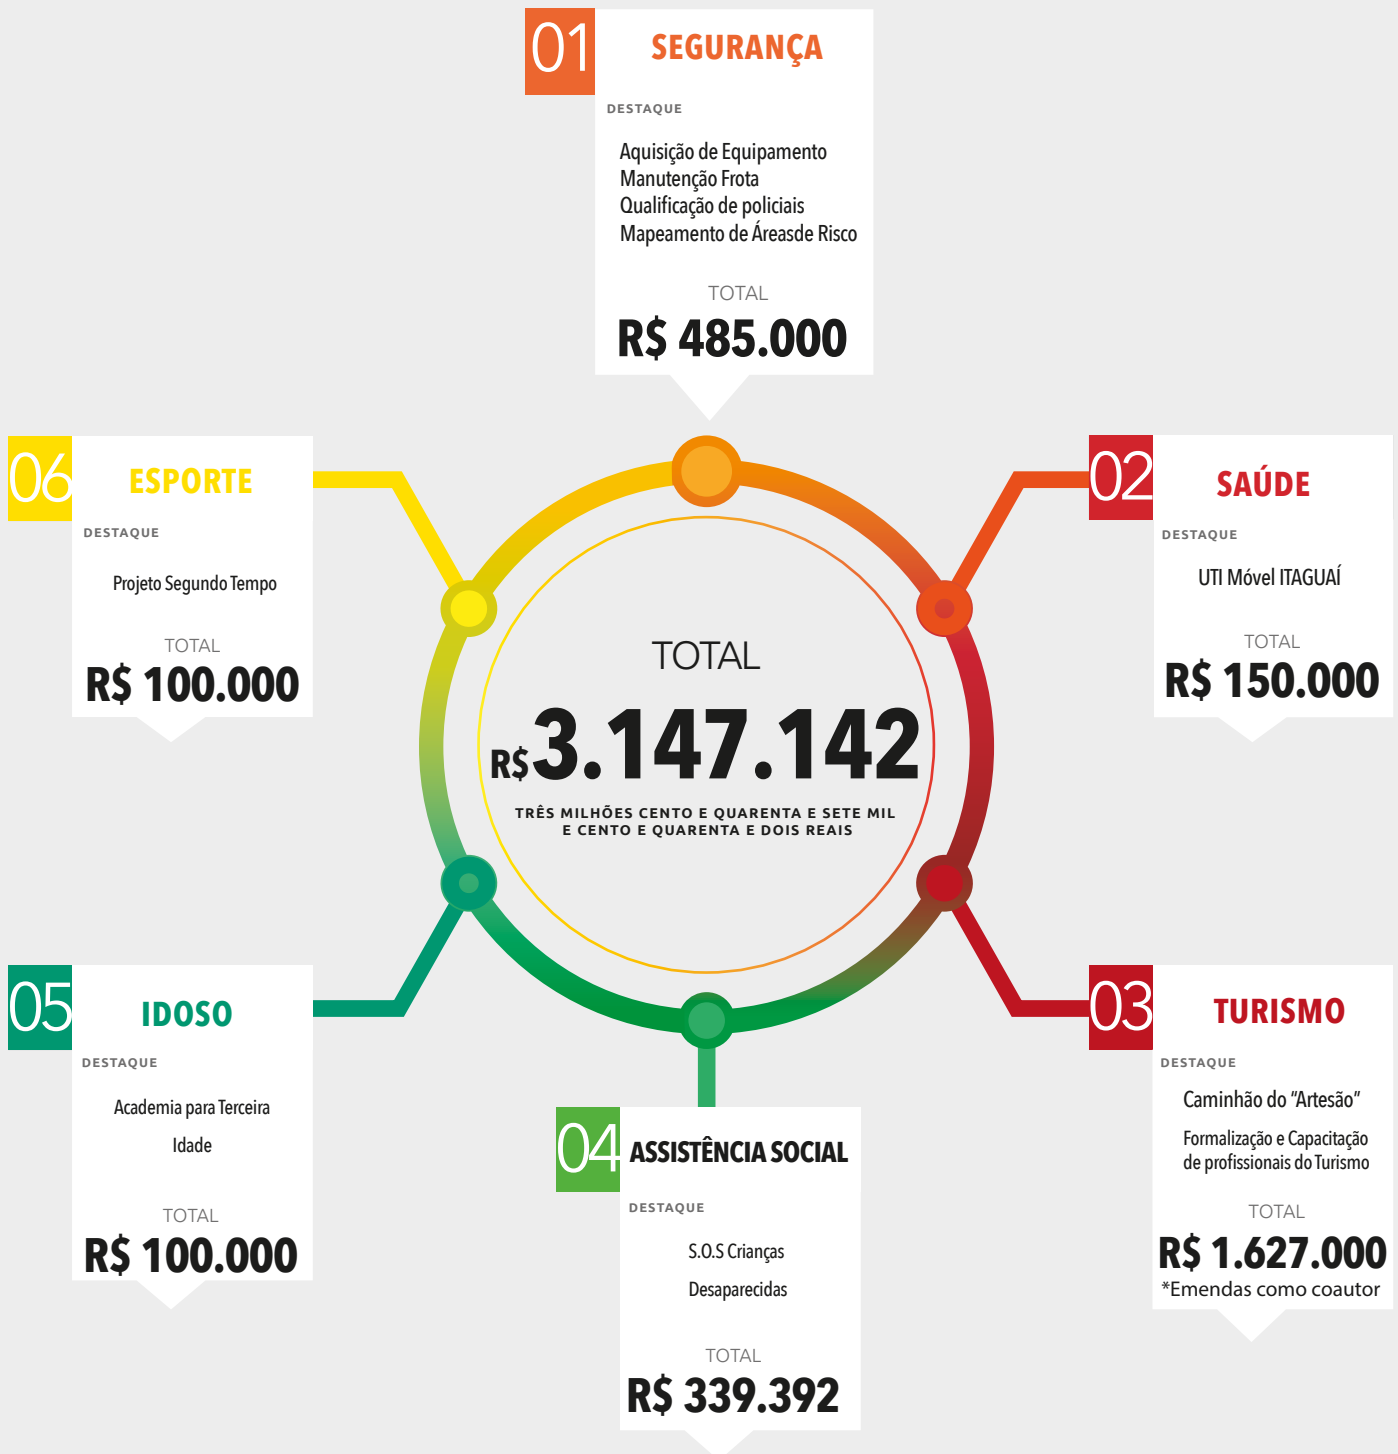 01
SEGURANÇA
DESTAQUE
Aquisição de Equipamento
Manutenção Frota
Qualificação de policiais
Mapeamento de Áreasde Risco
TOTAL
R$ 485.000
02
SAÚDE
DESTAQUE
UTI Móvel ITAGUAÍ
TOTAL
R$ 150.000
03
TURISMO
DESTAQUE
Caminhão do “Artesão“
Formalização e Capacitação
de profissionais do Turismo
TOTAL
R$ 1.627.000
*Emendas como coautor
04
ASSISTÊNCIA SOCIAL
DESTAQUE
S.O.S Crianças
Desaparecidas
TOTAL
R$ 339.392
05
IDOSO
DESTAQUE
Academia para Terceira
Idade
TOTAL
R$ 100.000
06
ESPORTE
DESTAQUE
Projeto Segundo Tempo
TOTAL
R$ 100.000
TOTAL
R$ 3.147.142
TRÊS MILHÕES CENTO E QUARENTA E SETE MIL
E CENTO E QUARENTA E DOIS REAIS